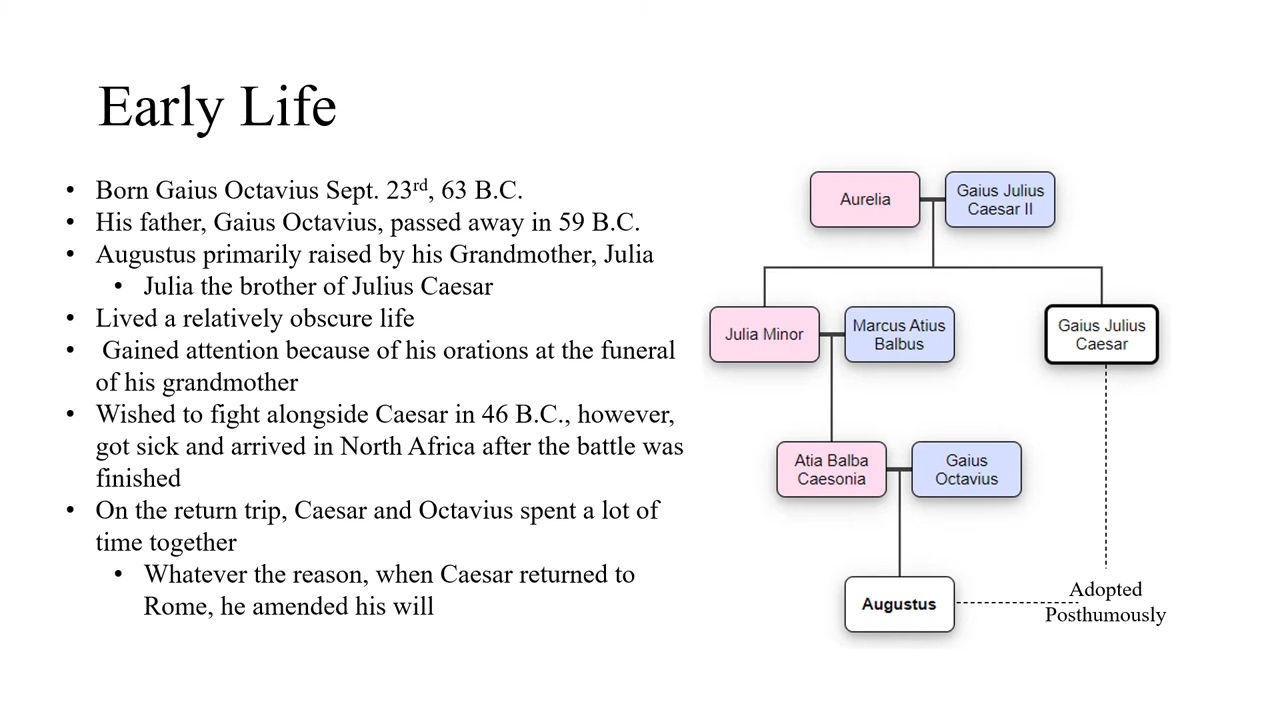 Early Life
• Born Gaius Octavius Sept. 23rd, 63 B.C.
• His father, Gaius Octavius, passed away in 59 B.C.
• Augustus primarily raised by his Grandmother, Julia
• Julia the brother of Julius Caesar
• Lived a relatively obscure life
• Gained attention because of his orations at the funeral
of his grandmother
• Wished to fight alongside Caesar in 46 B.C., however,
got sick and arrived in North Africa after the battle was
finished
• On the return trip, Caesar and Octavius spent a lot of
time together
• Whatever the reason, when Caesar returned to
Rome, he amended his will
Aurelia
Gaius Julius
Caesar II
Julia Minor
Marcus Atius
Balbus
Gaius Julius
Caesar
Atia Balba
Caesonia
Gaius
Octavius
Augustus
Adopted
Posthumously